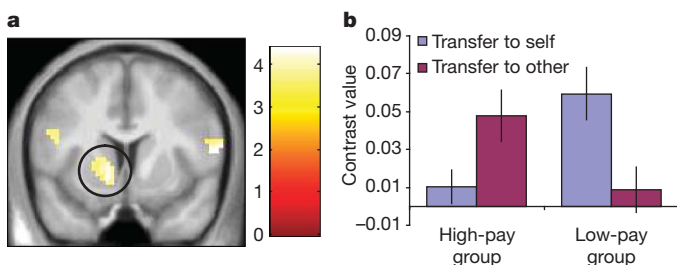 a
4
3
2
1
0
b
Transfer to self
Transfer to other
Contrast value
0.09
0.07
0.05
0.03
0.01
–0.01
High-pay
group
Low-pay
group